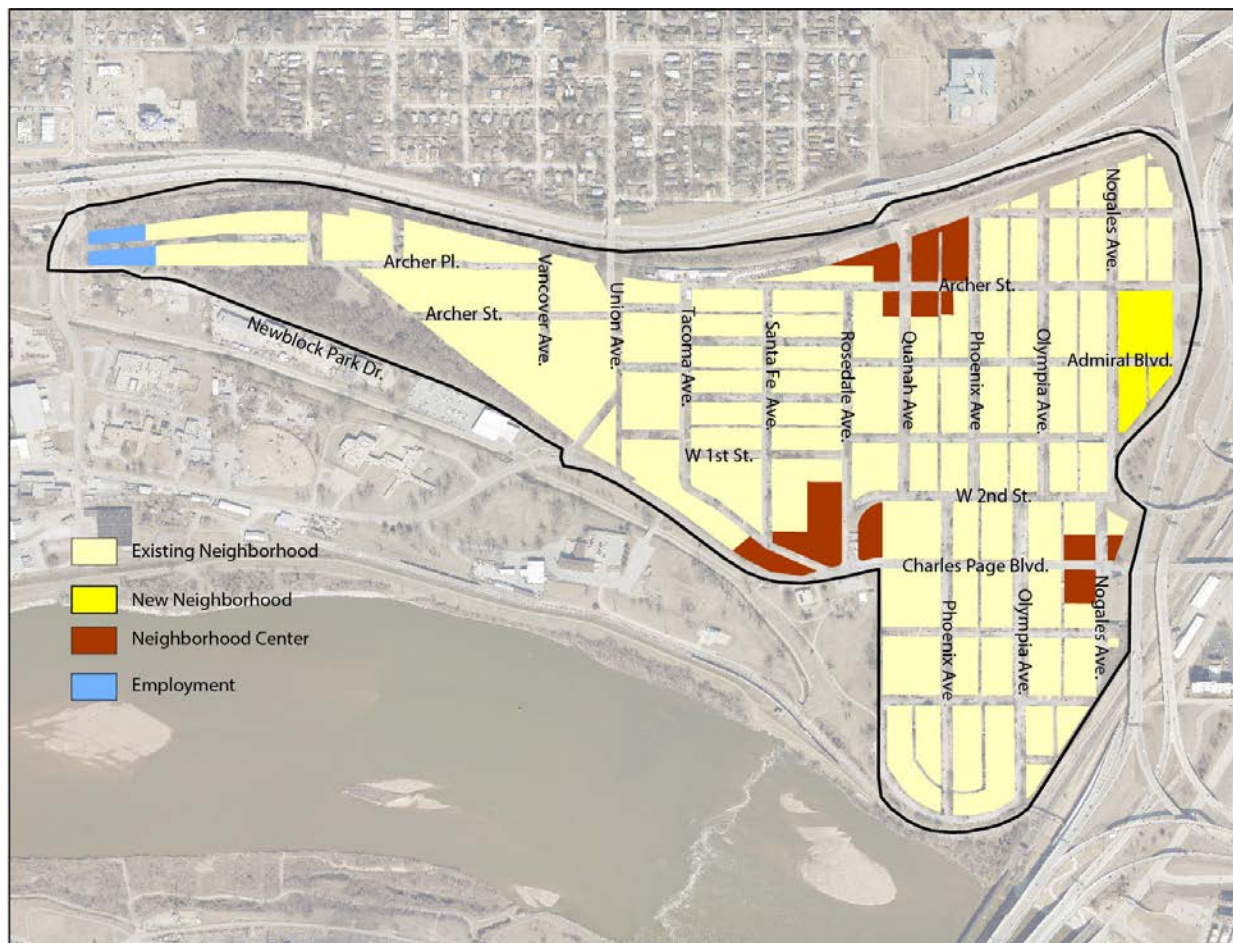 Nogales Ave.
Archer Pl.
Vancover Ave.
Archer St.
Archer St.
Union Ave.
Tacoma Ave.
Santa Fe Ave.
Rosedale Ave.
Quanah Ave
Phoenix Ave.
Olympia Ave.
Newblock Park Dr.
Admiral Blvd.
W 1st St.
W 2nd St.
Charles Page Blvd.
Phoenix Ave
Olympia Ave.
Nogales Ave.
Existing Neighborhood
New Neighborhood
Neighborhood Center
Employment